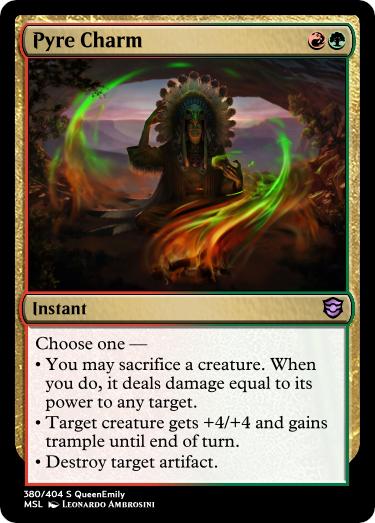 Pyre Charm
Instant
Choose one —
• You may sacrifice a creature. When
you do, it deals damage equal to its
power to any target.
• Target creature gets +4/+4 and gains
trample until end of turn.
• Destroy target artifact.
380/404 S QueenEmily
MSL Leonardo Ambrosini